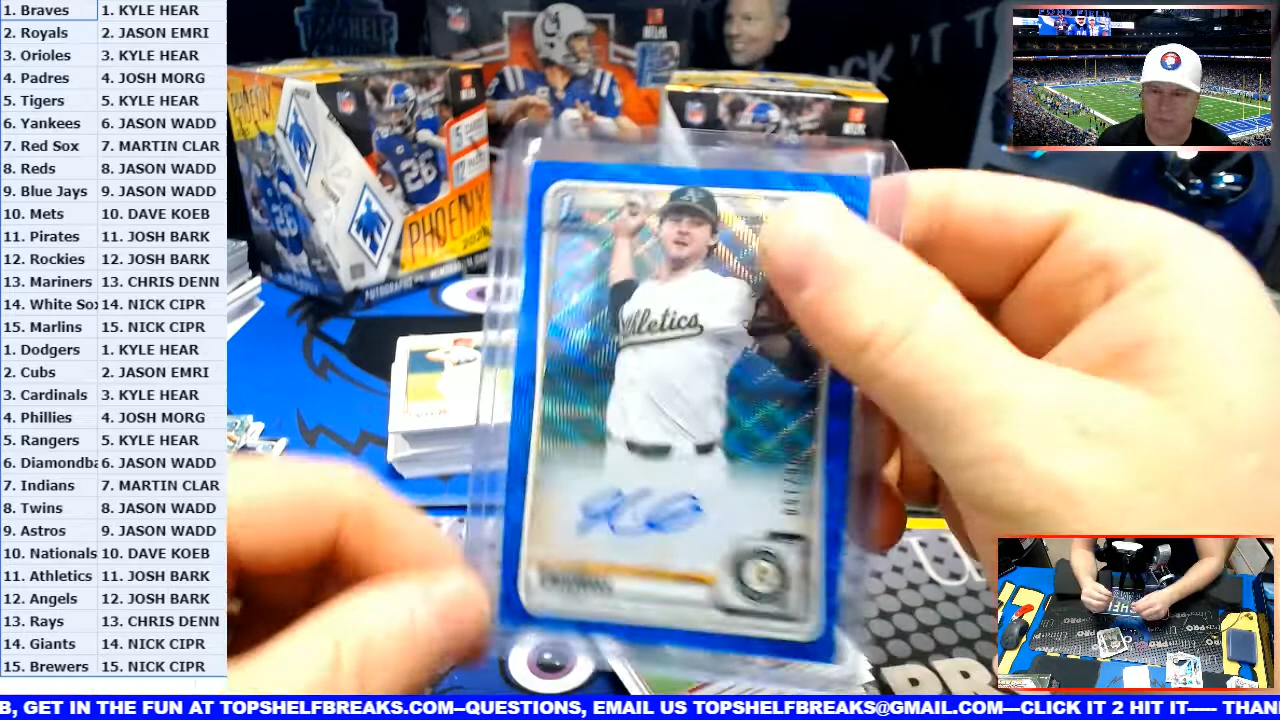 1. Braves 1. KYLE HEAR
2. Royals 2. JASON EMRI
3. Orioles 3. KYLE HEAR
4. Padres 4. JOSH MORG
5. Tigers 5. KYLE HEAR
6. Yankees 6. JASON WADD
7. Red Sox 7. MARTIN CLAR
8. Reds 8. JASON WADD
9. Blue Jays 9. JASON WADD
10. Mets 10. DAVE KOEB
11. Pirates 11. JOSH BARK
12. Rockies 12. JOSH BARK
13. Mariners 13. CHRIS DENN
14. White Sox 14. NICK CIPR
15. Marlins 15. NICK CIPR
1. Dodgers 1. KYLE HEAR
2. Cubs 2. JASON EMRI
3. Cardinals 3. KYLE HEAR
4. Phillies 4. JOSH MORG
5. Rangers 5. KYLE HEAR
6. Diamondba 6. JASON WADD
7. Indians 7. MARTIN CLAR
8. Twins 8. JASON WADD
9. Astros 9. JASON WADD
10. Nationals 10. DAVE KOEB
11. Athletics 11. JOSH BARK
12. Angels 12. JOSH BARK
13. Rays 13. CHRIS DENN
14. Giants 14. NICK CIPR
15. Brewers 15. NICK CIPR
PHOENIX
26
Athletics
FORD FIELD
PRO
B, GET IN THE FUN AT TOPSHELFBREAKS.COM--QUESTIONS, EMAIL US TOPSHELFBREAKS@GMAIL.COM---CLICK IT 2 HIT IT----- THAN